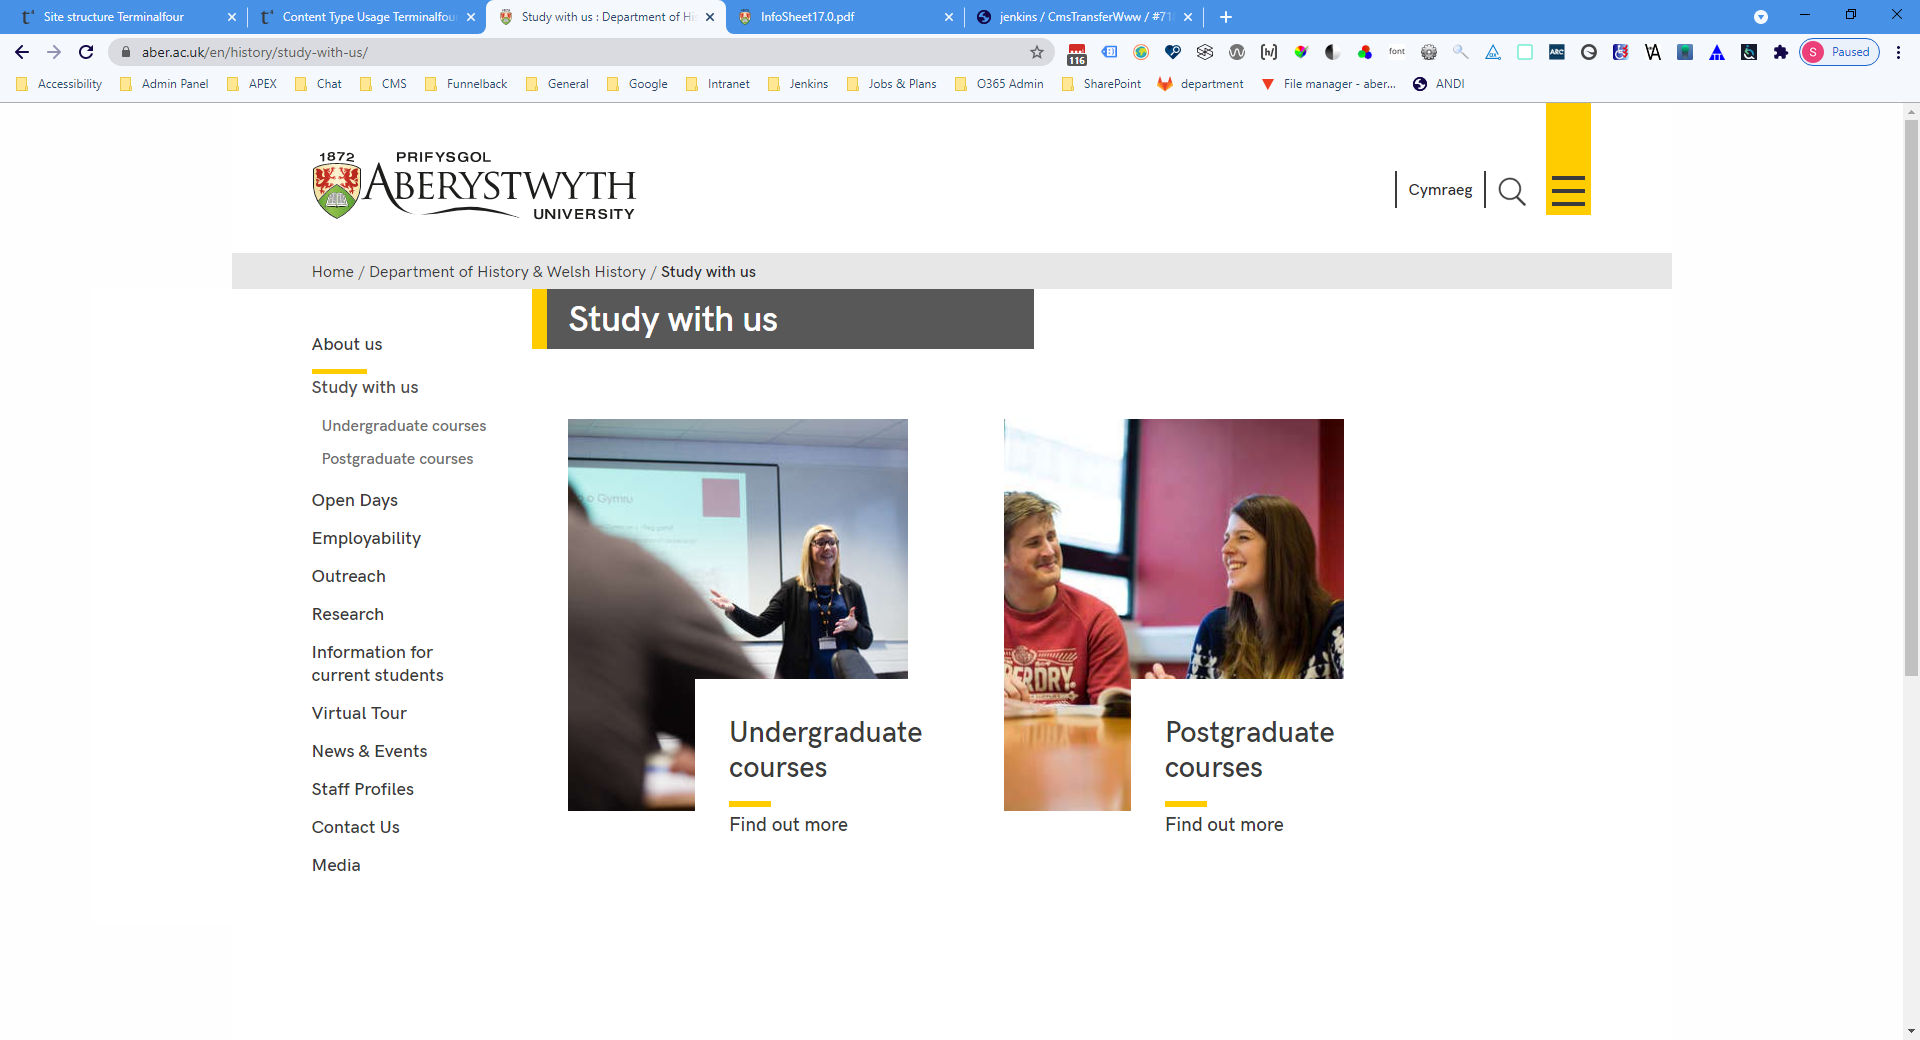 Site structure Terminalfour
Content Type Usage Terminalfou
Study with us : Department of Hi
InfoSheet17.0.pdf
jenkins / CmsTransferWww / #71
aber.ac.uk/en/history/study-with-us/
116
font
ARC
S Paused
Accessibility
Admin Panel
APEX
Chat
CMS
Funnelback
General
Google
Intranet
Jenkins
Jobs & Plans
O365 Admin
SharePoint
department
File manager - aber...
ANDI
1872 PRIFYSGOL
ABERYSTWYTH
UNIVERSITY
Cymraeg
Home / Department of History & Welsh History / Study with us
Study with us
About us
Study with us
Undergraduate courses
Postgraduate courses
Open Days
Employability
Outreach
Research
Information for
current students
Virtual Tour
News & Events
Staff Profiles
Contact Us
Media
o Gymru
Undergraduate
courses
Find out more
ERDRY
Postgraduate
courses
Find out more